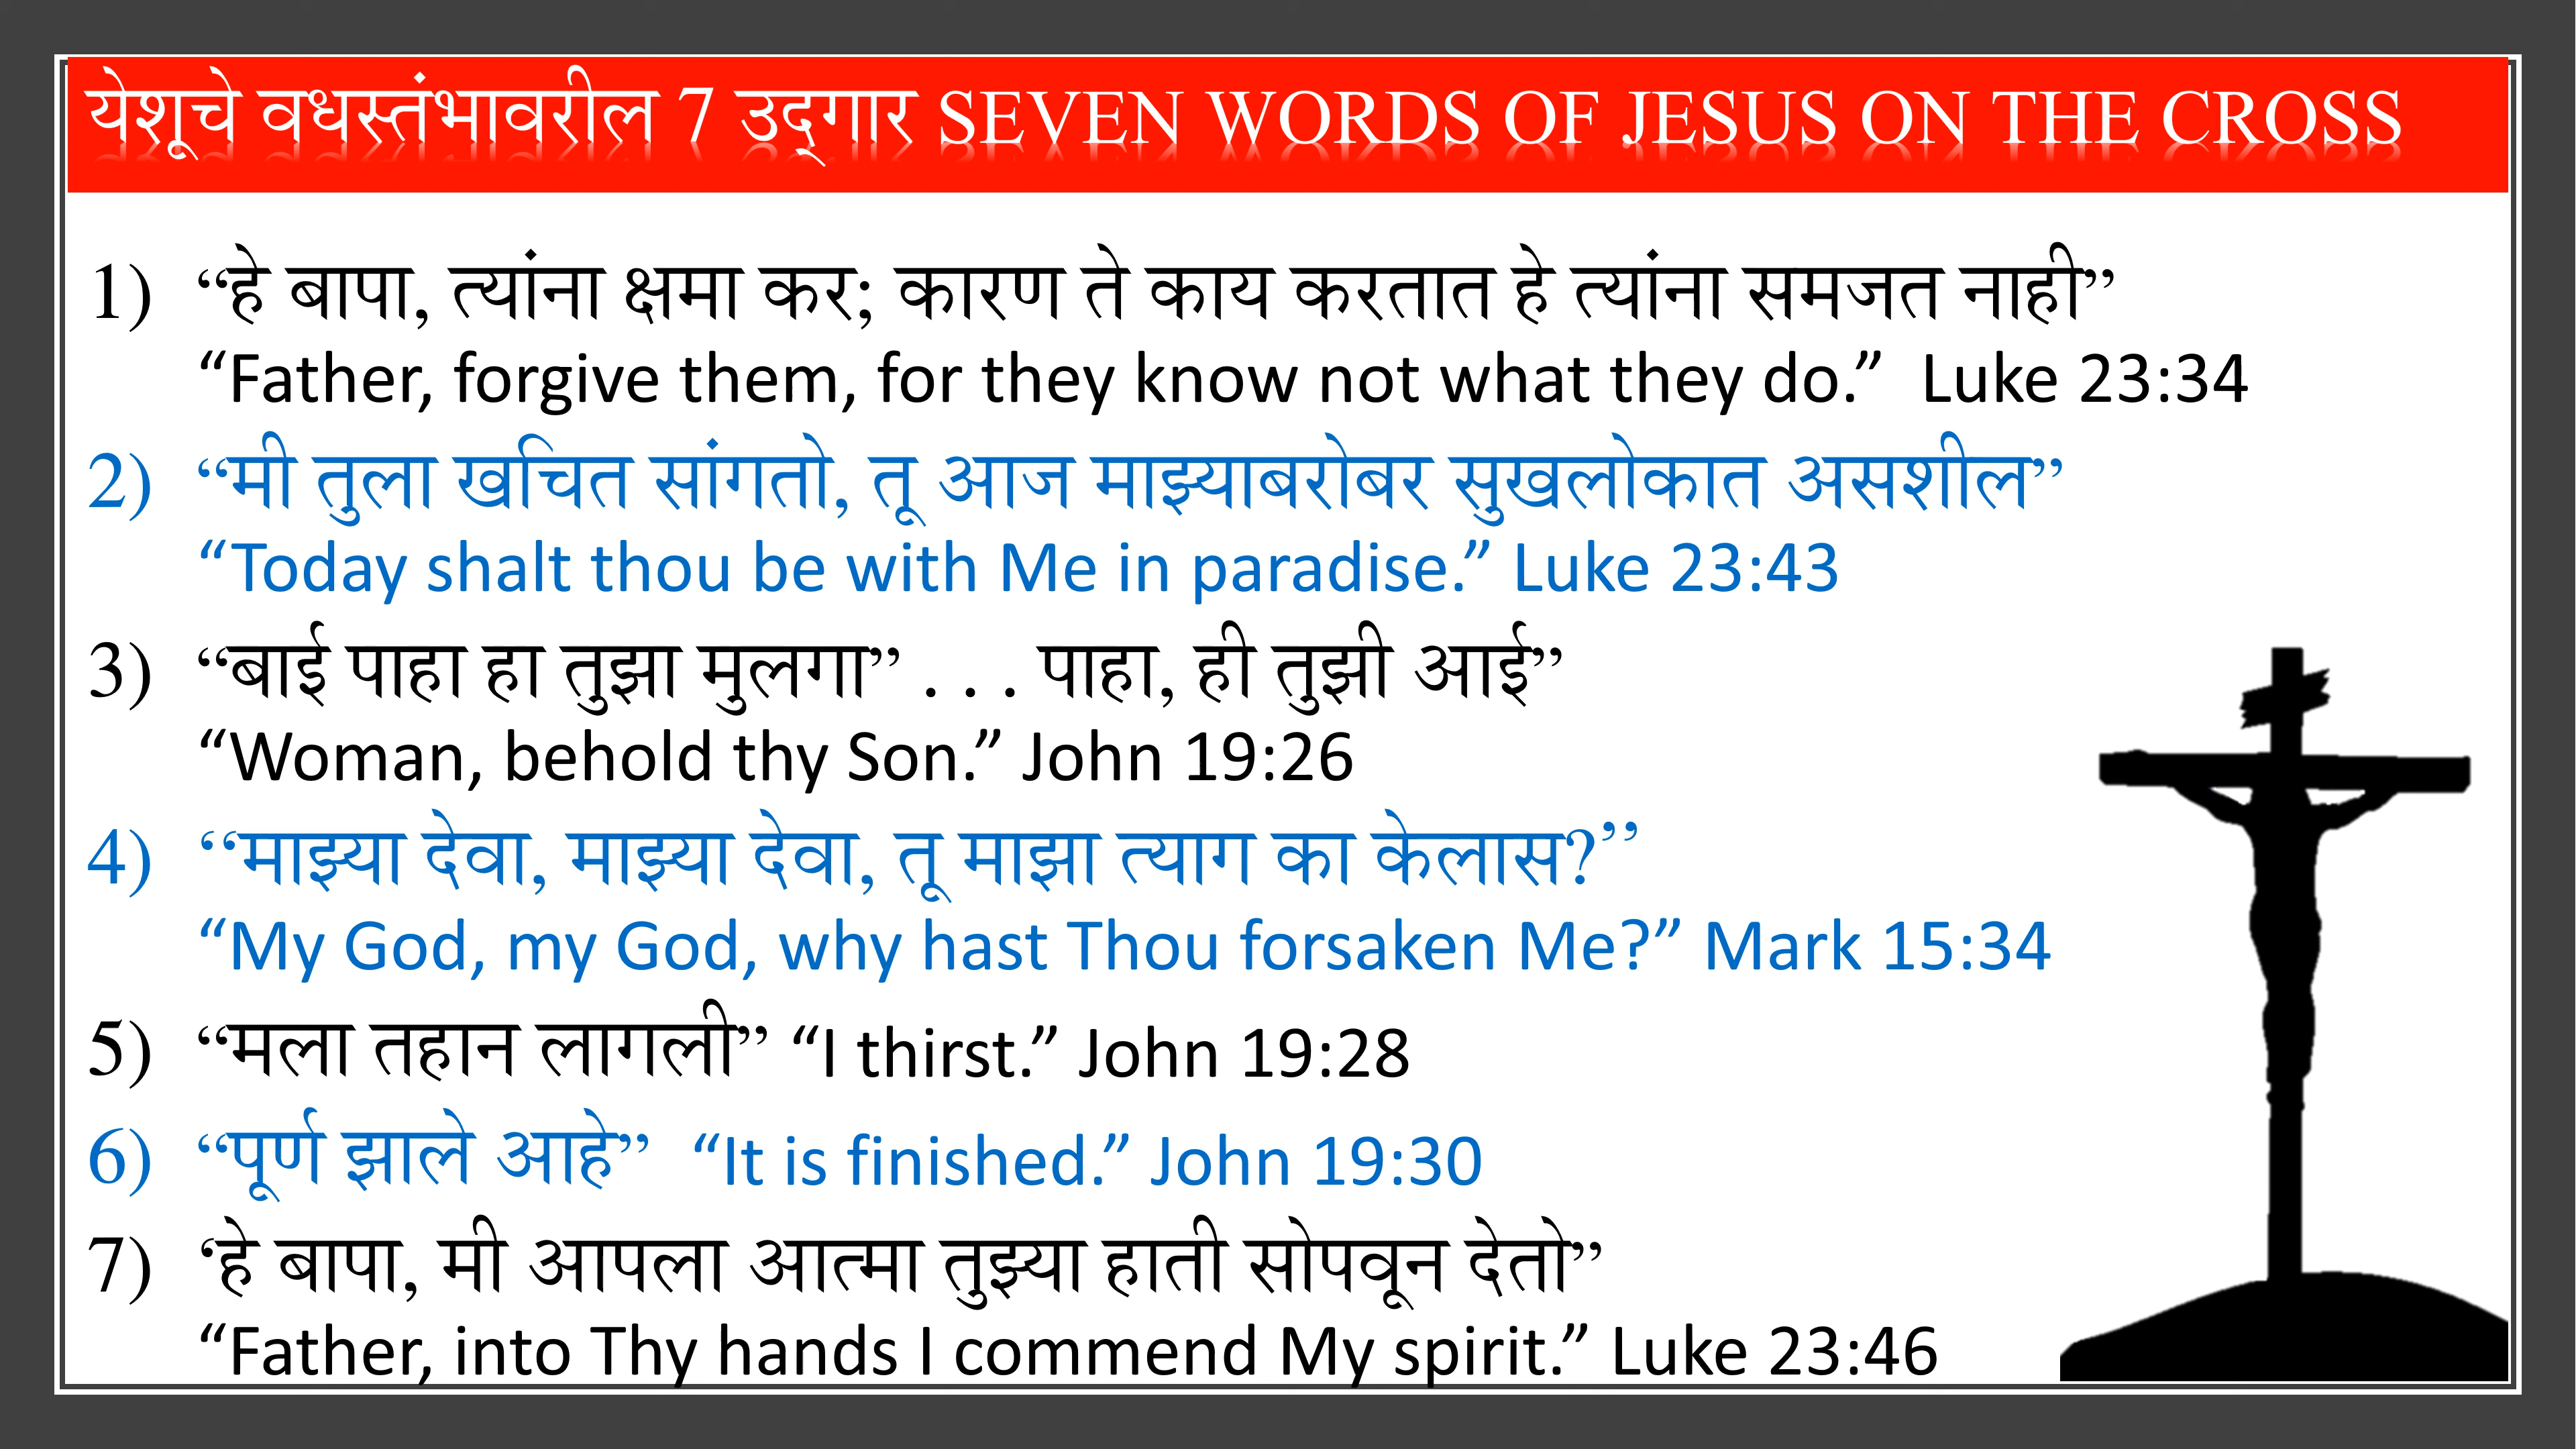 येशूचे वधस्तंभावरील 7 उद्‌गार SEVEN WORDS OF JESUS ON THE CROSS
1) “हे बापा, त्यांना क्षमा कर; कारण ते काय करतात हे त्यांना समजत नाही”
“Father, forgive them, for they know not what they do.” Luke 23:34
2) “मी तुला खचित सांगतो, तू आज माझ्याबरोबर सुखलोकात असशील”
“Today shalt thou be with Me in paradise.” Luke 23:43
3) “बाई पाहा हा तुझा मुलगा” . . . पाहा, ही तुझी आई”
“Woman, behold thy Son.” John 19:26
4) “माझ्या देवा, माझ्या देवा, तू माझा त्याग का केलास?”
“My God, my God, why hast Thou forsaken Me?” Mark 15:34
5) “मला तहान लागली” “I thirst.” John 19:28
6) “पूर्ण झाले आहे” “It is finished.” John 19:30
7) ‘हे बापा, मी आपला आत्मा तुझ्या हाती सोपवून देतो”
“Father, into Thy hands I commend My spirit.” Luke 23:46